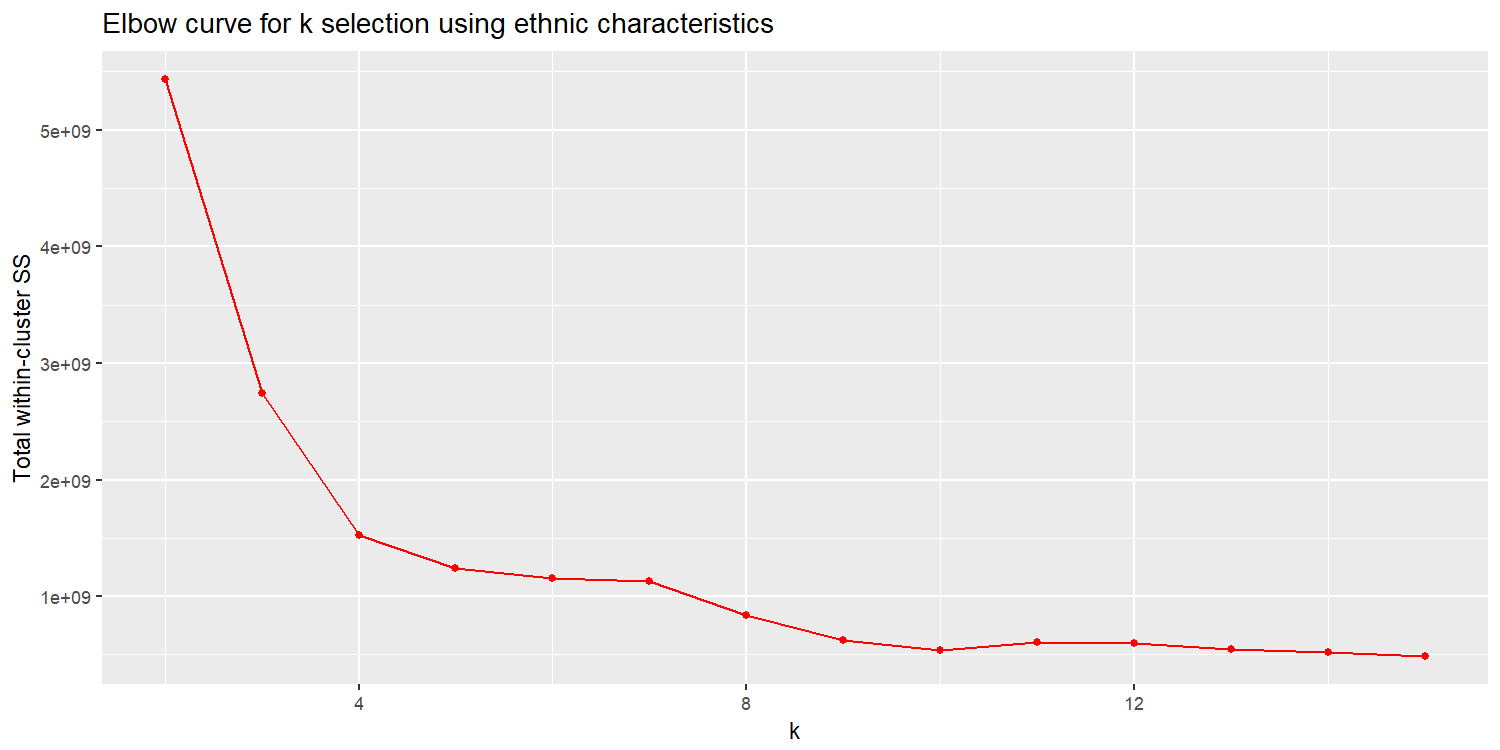 Elbow curve for k selection using ethnic characteristics
Total within-cluster SS
5e+09
4e+09
3e+09
2e+09
1e+09
4
8
12
k